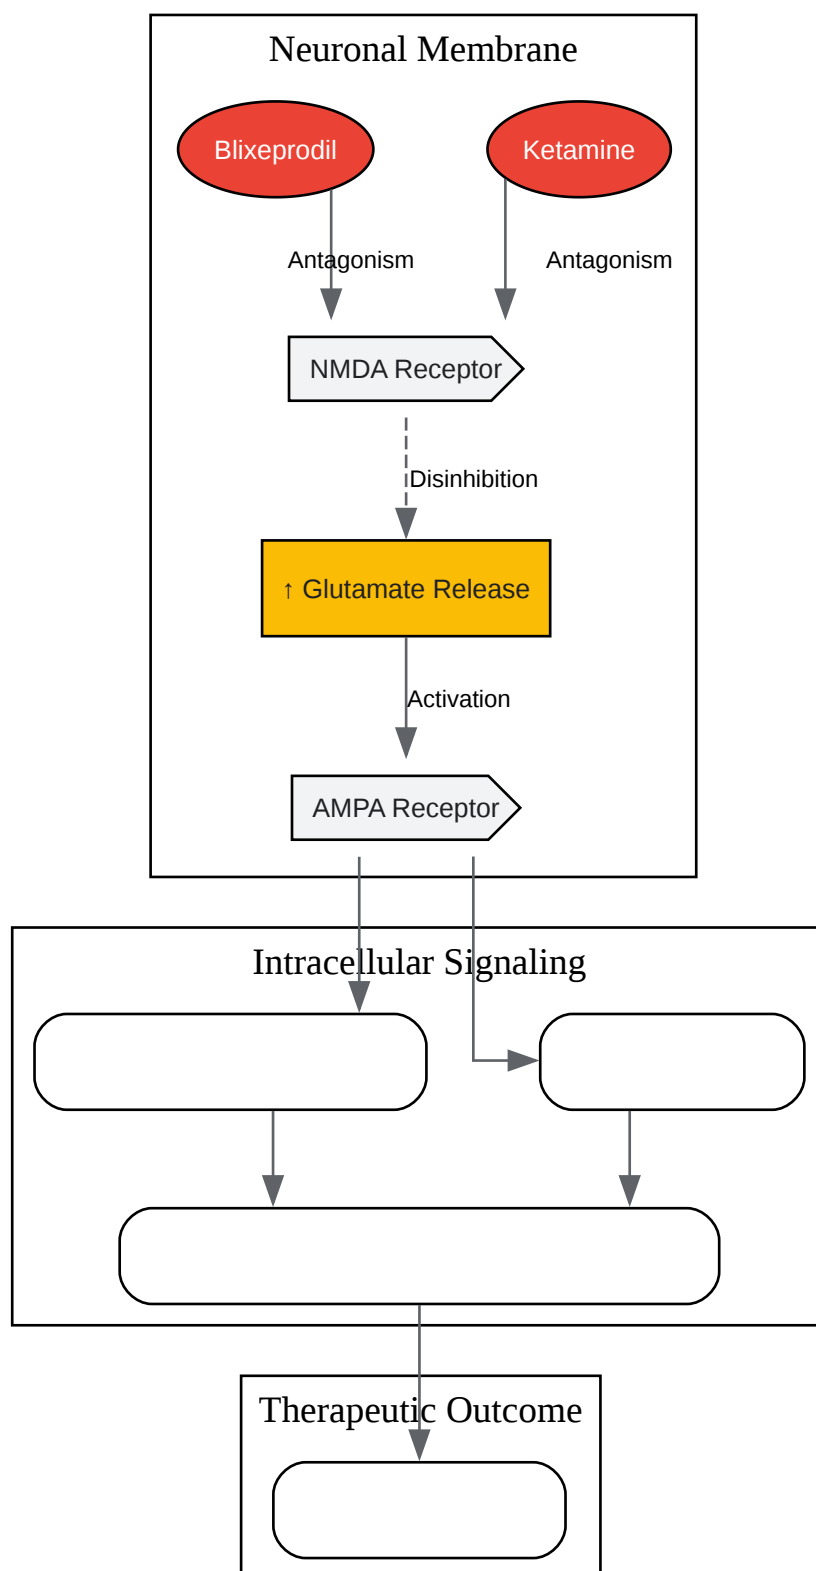 Neuronal Membrane
Blixeprodil
Ketamine
Antagonism
Antagonism
NMDA Receptor
Disinhibition
↑ Glutamate Release
Activation
AMPA Receptor
Intracellular Signaling
Therapeutic Outcome